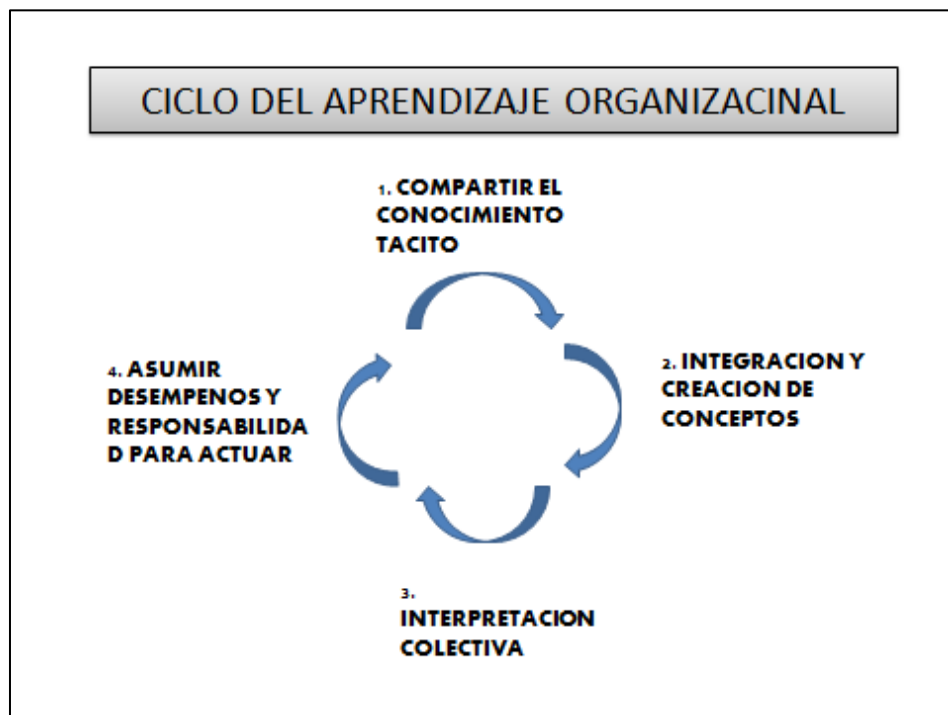 CICLO DEL APRENDIZAJE ORGANIZACINAL
1. COMPARTIR EL
CONOCIMIENTO
TACITO
2. INTEGRACION Y
CREACION DE
CONCEPTOS
3.
INTERPRETACION
COLECTIVA
4. ASUMIR
DESEMPENOS Y
RESPONSABILIDA
D PARA ACTUAR